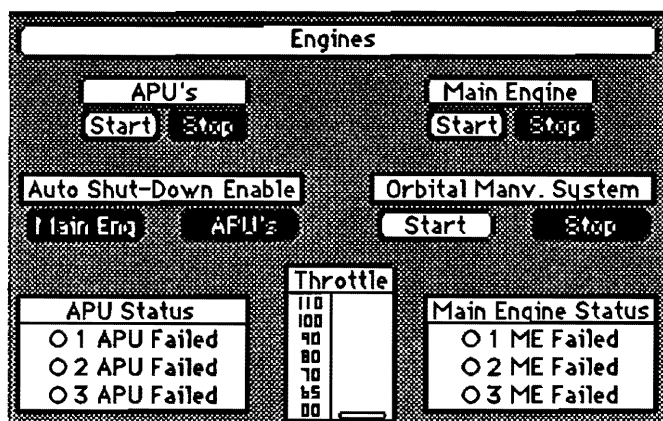 Engines
APU's
Start Stop
Main Engine
Start Stop
Auto Shut-Down Enable
Main Eng APU's
Orbital Manv. System
Start Stop
Throttle
110
100
90
80
70
65
00
APU Status
1 APU Failed
2 APU Failed
3 APU Failed
Main Engine Status
1 ME Failed
2 ME Failed
3 ME Failed